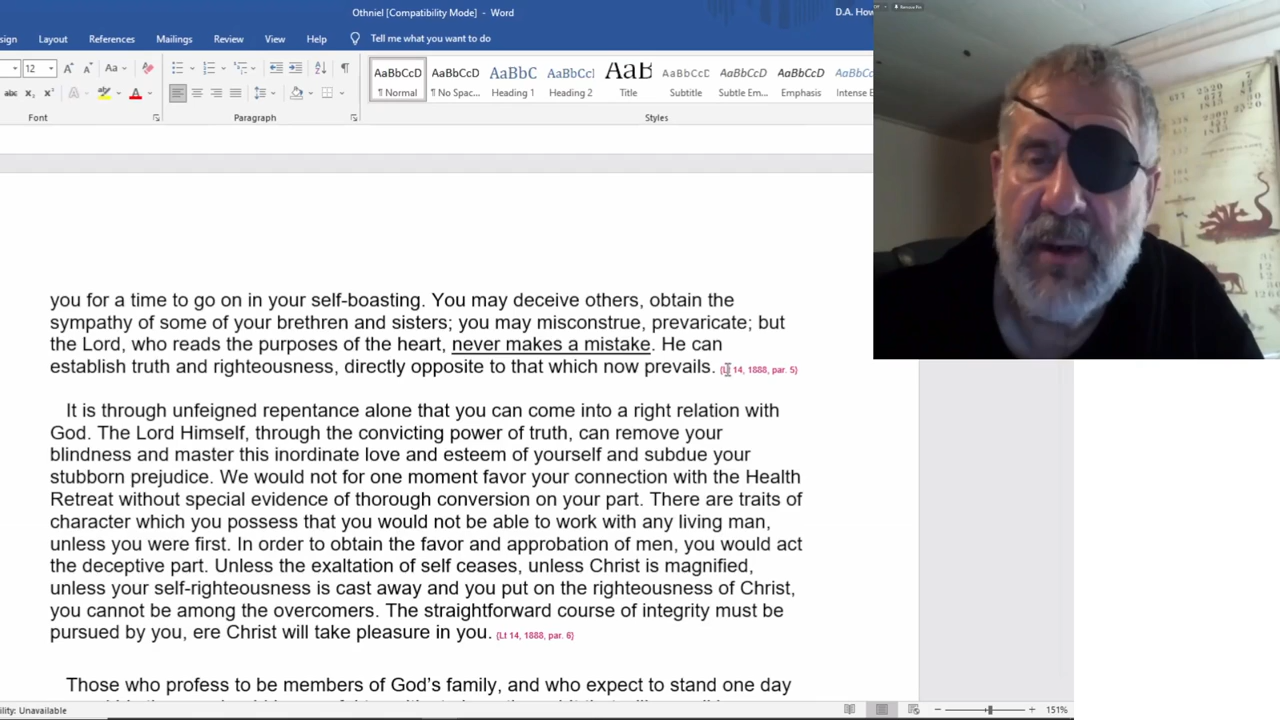 Othniel [Compatibility Mode] - Word
D.A. How
sign Layout References Mailings Review View Help Tell me what you want to do
12 Aa
abc x₂ x² A A
Font
Paragraph
AaBbCcD AaBbCcD AaBbC AaBbCc AaB AaBbCcD AaBbCcD AaBbCcD AaBbCcD
¶ Normal ¶ No Spac... Heading 1 Heading 2 Title Subtitle Subtle Em... Emphasis Intense E
Styles
you for a time to go on in your self-boasting. You may deceive others, obtain the
sympathy of some of your brethren and sisters; you may misconstrue, prevaricate; but
the Lord, who reads the purposes of the heart, never makes a mistake. He can
establish truth and righteousness, directly opposite to that which now prevails. {Lt 14, 1888, par. 5}
It is through unfeigned repentance alone that you can come into a right relation with
God. The Lord Himself, through the convicting power of truth, can remove your
blindness and master this inordinate love and esteem of yourself and subdue your
stubborn prejudice. We would not for one moment favor your connection with the Health
Retreat without special evidence of thorough conversion on your part. There are traits of
character which you possess that you would not be able to work with any living man,
unless you were first. In order to obtain the favor and approbation of men, you would act
the deceptive part. Unless the exaltation of self ceases, unless Christ is magnified,
unless your self-righteousness is cast away and you put on the righteousness of Christ,
you cannot be among the overcomers. The straightforward course of integrity must be
pursued by you, ere Christ will take pleasure in you. {Lt 14, 1888, par. 6}
Those who profess to be members of God's family, and who expect to stand one day
bility: Unavailable
151%
677 2520